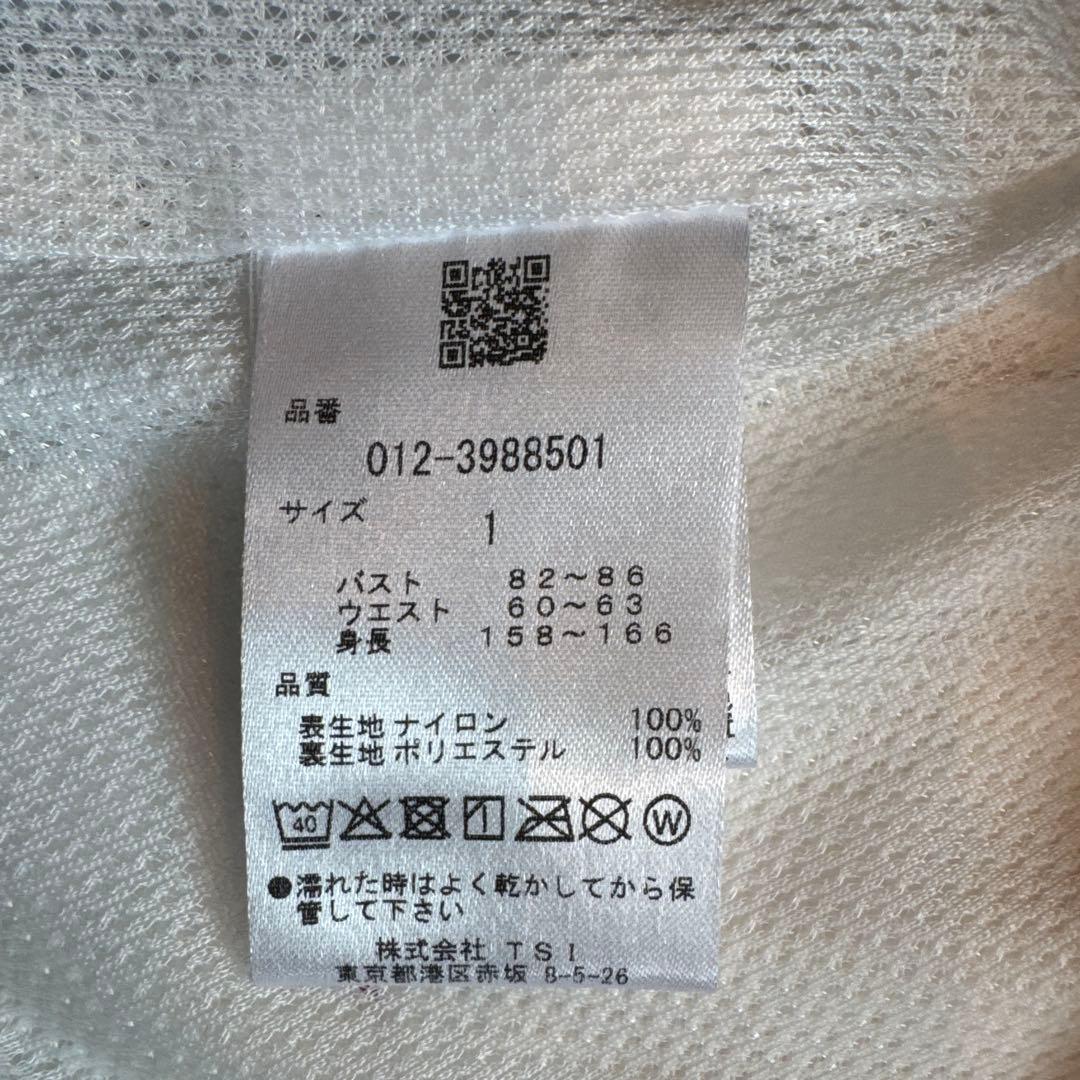 品番
012-3988501
サイズ 1
バスト 82～86
ウエスト 60～63
身長 158～166
品質
表生地 ナイロン 100%
裏生地 ポリエステル 100%
40
W
●濡れた時はよく乾かしてから保
管して下さい
株式会社 TSI
東京都港区赤坂 8-5-26